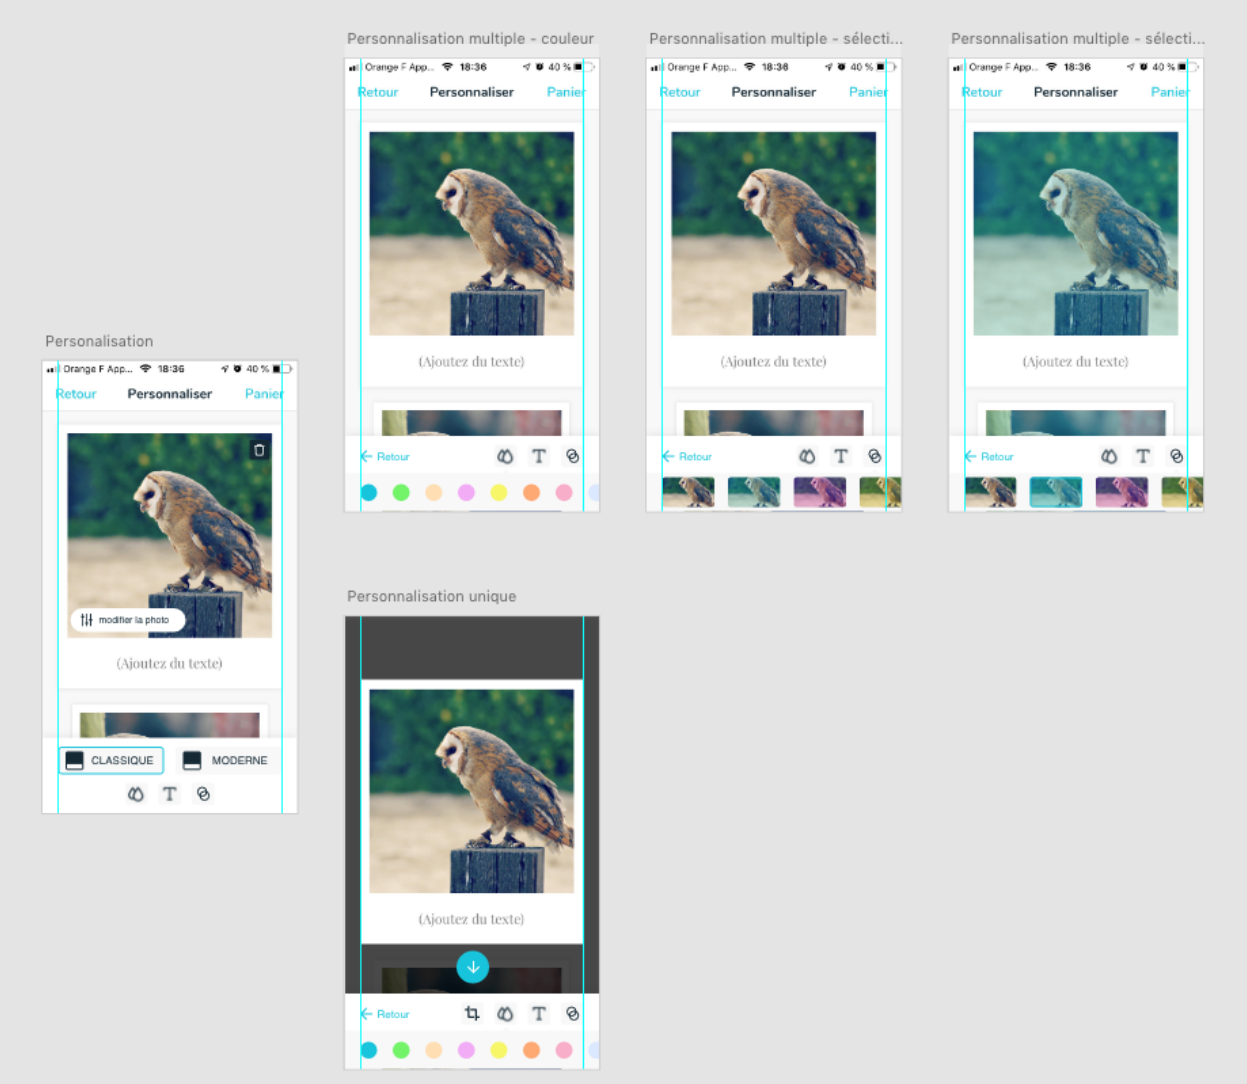 Personnalisation multiple - couleur
Orange F App... 18:36 40 %
Retour Personnaliser Panier
(Ajoutez du texte)
← Retour T
Personnalisation multiple - sélecti...
Orange F App... 18:36 40 %
Retour Personnaliser Panier
(Ajoutez du texte)
← Retour T
Personnalisation multiple - sélecti...
Orange F App... 18:36 40 %
Retour Personnaliser Panier
(Ajoutez du texte)
← Retour T
Personalisation
Orange F App... 18:36 40 %
Retour Personnaliser Panier
modifier la photo
(Ajoutez du texte)
CLASSIQUE MODERNE
T
Personnalisation unique
(Ajoutez du texte)
← Retour T